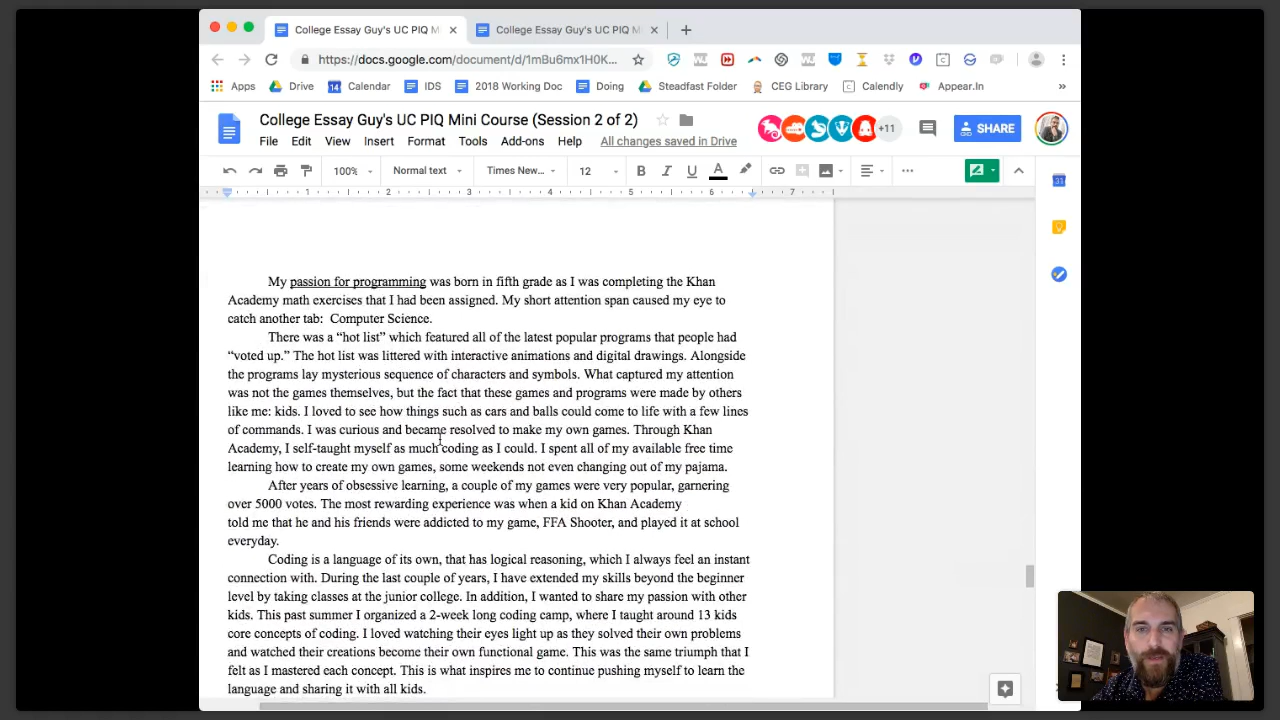 College Essay Guy's UC PIQ M
College Essay Guy's UC PIQ M
https://docs.google.com/document/d/1mBu6mx1H0K...
Apps Drive 14 Calendar IDS 2018 Working Doc Doing Steadfast Folder CEG Library C Calendly Appear.In »
College Essay Guy's UC PIQ Mini Course (Session 2 of 2)
+11
SHARE
File Edit View Insert Format Tools Add-ons Help All changes saved in Drive
100% Normal text Times New... 12 B I U A
1 1 2 3 4 5 6 7
31
My passion for programming was born in fifth grade as I was completing the Khan
Academy math exercises that I had been assigned. My short attention span caused my eye to
catch another tab: Computer Science.
There was a “hot list” which featured all of the latest popular programs that people had
“voted up.” The hot list was littered with interactive animations and digital drawings. Alongside
the programs lay mysterious sequence of characters and symbols. What captured my attention
was not the games themselves, but the fact that these games and programs were made by others
like me: kids. I loved to see how things such as cars and balls could come to life with a few lines
of commands. I was curious and became resolved to make my own games. Through Khan
Academy, I self-taught myself as much coding as I could. I spent all of my available free time
learning how to create my own games, some weekends not even changing out of my pajama.
After years of obsessive learning, a couple of my games were very popular, garnering
over 5000 votes. The most rewarding experience was when a kid on Khan Academy
told me that he and his friends were addicted to my game, FFA Shooter, and played it at school
everyday.
Coding is a language of its own, that has logical reasoning, which I always feel an instant
connection with. During the last couple of years, I have extended my skills beyond the beginner
level by taking classes at the junior college. In addition, I wanted to share my passion with other
kids. This past summer I organized a 2-week long coding camp, where I taught around 13 kids
core concepts of coding. I loved watching their eyes light up as they solved their own problems
and watched their creations become their own functional game. This was the same triumph that I
felt as I mastered each concept. This is what inspires me to continue pushing myself to learn the
language and sharing it with all kids.